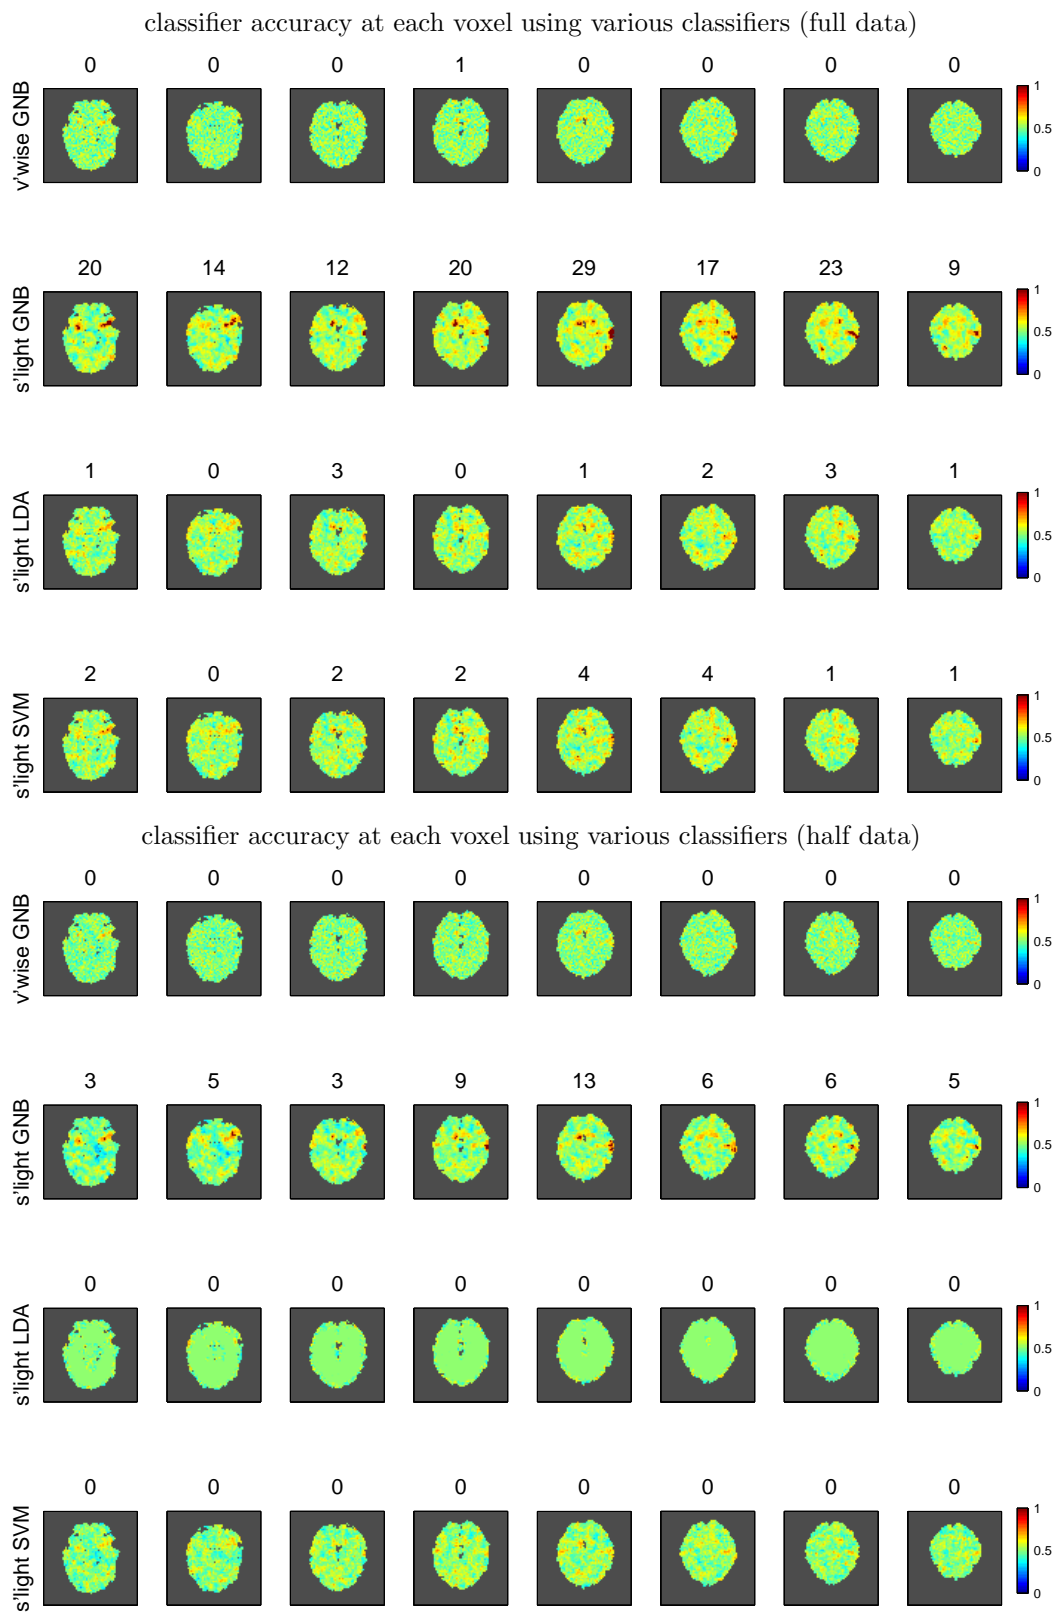 classifier accuracy at each voxel using various classifiers (full data)
0 0 0 1 0 0 0 0
v'wise GNB
1
0.5
0
20 14 12 20 29 17 23 9
s'light GNB
1
0.5
0
1 0 3 0 1 2 3 1
s'light LDA
1
0.5
0
2 0 2 2 4 4 1 1
s'light SVM
1
0.5
0
classifier accuracy at each voxel using various classifiers (half data)
0 0 0 0 0 0 0 0
v'wise GNB
1
0.5
0
3 5 3 9 13 6 6 5
s'light GNB
1
0.5
0
0 0 0 0 0 0 0 0
s'light LDA
1
0.5
0
0 0 0 0 0 0 0 0
s'light SVM
1
0.5
0